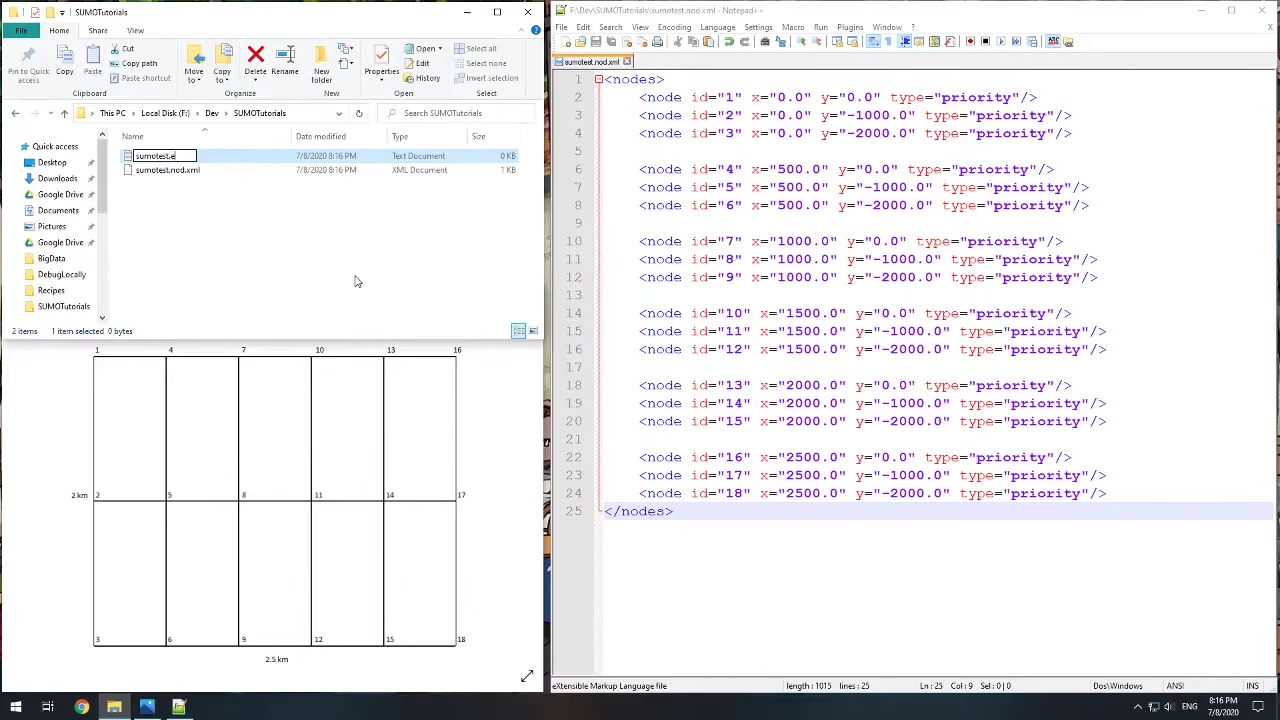 SUMOTutorials
File Home Share View
Pin to Quick access
Copy
Paste
Cut
Copy path
Paste shortcut
Clipboard
Move to
Copy to
Delete
Rename
Organize
New folder
New
Properties
Open
Edit
History
Open
Select all
Select none
Invert selection
Select
This PC > Local Disk (F:) > Dev > SUMOTutorials
Search SUMOTutorials
Name Date modified Type Size
Quick access
Desktop
Downloads
Google Drive
Documents
Pictures
Google Drive
BigData
DebugLocally
Recipes
SUMOTutorials
sumotest.e 7/8/2020 8:16 PM Text Document 0 KB
sumotest.nod.xml 7/8/2020 8:16 PM XML Document 1 KB
2 items 1 item selected 0 bytes
1 4 7 10 13 16
2 km 2 5 8 11 14 17
3 6 9 12 15 18
2.5 km
F:\Dev\SUMOTutorials\sumotest.nod.xml - Notepad++
File Edit Search View Encoding Language Settings Macro Run Plugins Window ? X
sumotest.nod.xml
1 <nodes>
2 <node id="1" x="0.0" y="0.0" type="priority"/>
3 <node id="2" x="0.0" y="-1000.0" type="priority"/>
4 <node id="3" x="0.0" y="-2000.0" type="priority"/>
5
6 <node id="4" x="500.0" y="0.0" type="priority"/>
7 <node id="5" x="500.0" y="-1000.0" type="priority"/>
8 <node id="6" x="500.0" y="-2000.0" type="priority"/>
9
10 <node id="7" x="1000.0" y="0.0" type="priority"/>
11 <node id="8" x="1000.0" y="-1000.0" type="priority"/>
12 <node id="9" x="1000.0" y="-2000.0" type="priority"/>
13
14 <node id="10" x="1500.0" y="0.0" type="priority"/>
15 <node id="11" x="1500.0" y="-1000.0" type="priority"/>
16 <node id="12" x="1500.0" y="-2000.0" type="priority"/>
17
18 <node id="13" x="2000.0" y="0.0" type="priority"/>
19 <node id="14" x="2000.0" y="-1000.0" type="priority"/>
20 <node id="15" x="2000.0" y="-2000.0" type="priority"/>
21
22 <node id="16" x="2500.0" y="0.0" type="priority"/>
23 <node id="17" x="2500.0" y="-1000.0" type="priority"/>
24 <node id="18" x="2500.0" y="-2000.0" type="priority"/>
25 </nodes>
eXtensible Markup Language file length : 1015 lines : 25 Ln : 25 Col : 9 Sel : 0 | 0 Dos\Windows ANSI INS
ENG
8:16 PM
7/8/2020